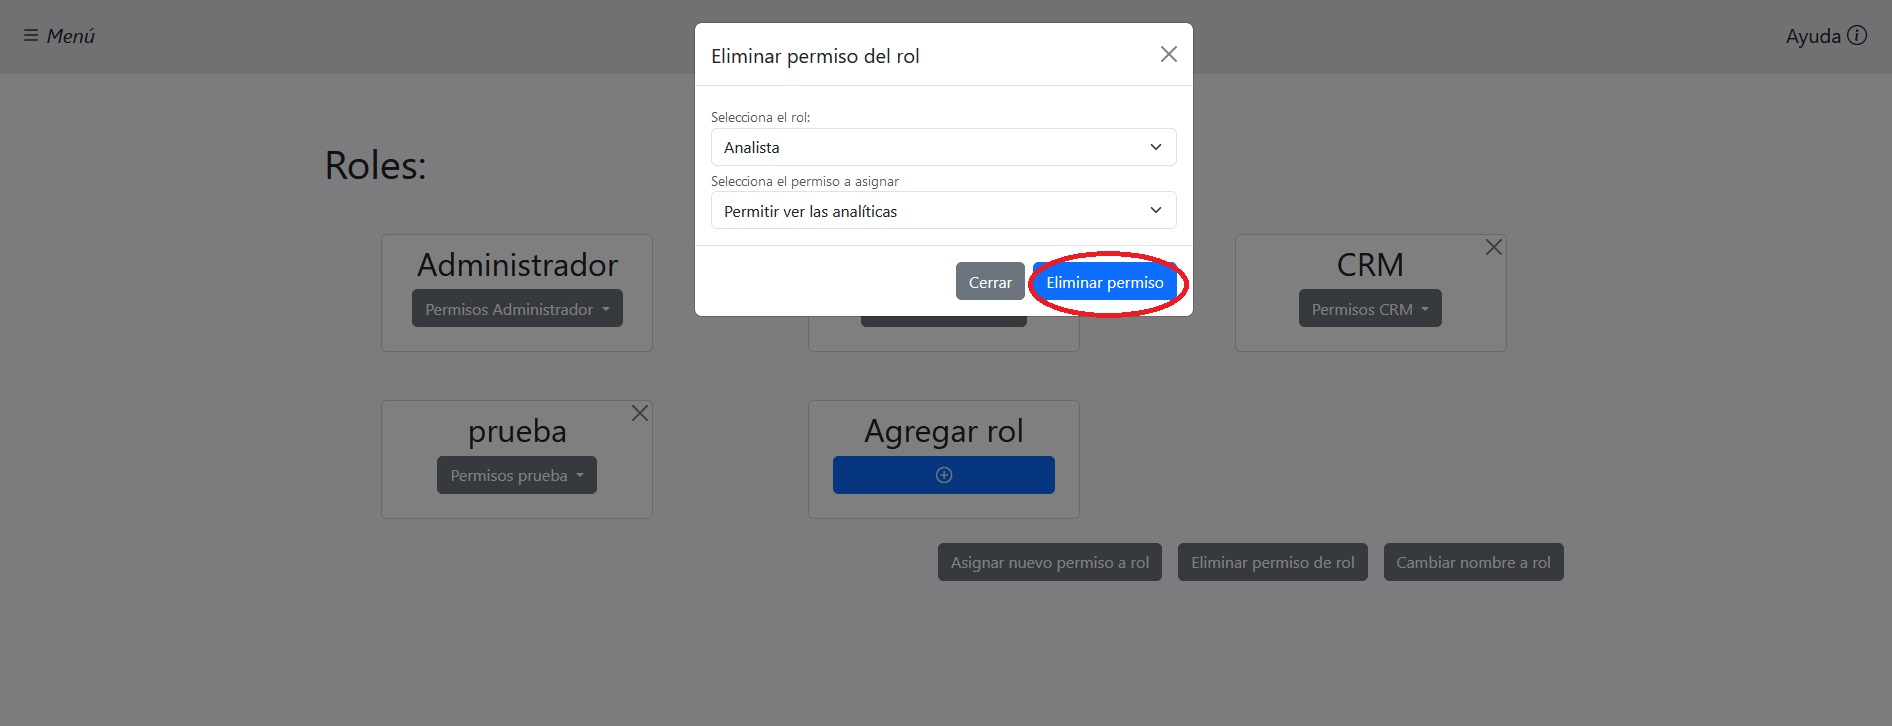 Menú
Ayuda
Eliminar permiso del rol
Selecciona el rol:
Analista
Selecciona el permiso a asignar
Permitir ver las analíticas
Cerrar
Eliminar permiso
Roles:
Administrador
Permisos Administrador
CRM
Permisos CRM
prueba
Permisos prueba
Agregar rol
Asignar nuevo permiso a rol
Eliminar permiso de rol
Cambiar nombre a rol